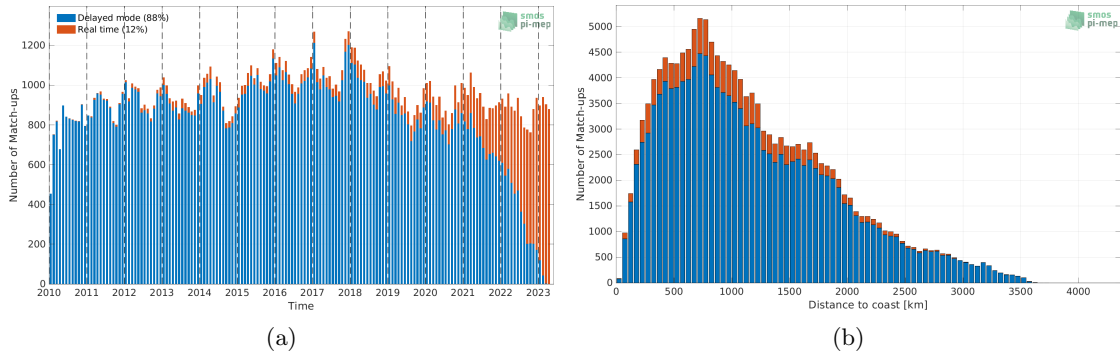 Delayed mode (88%)
Real time (12%)
smos
pi-mep
1200
1000
800
600
400
200
0
Number of Match-ups
2010 2011 2012 2013 2014 2015 2016 2017 2018 2019 2020 2021 2022 2023
Time
(a)
smos
pi-mep
5000
4500
4000
3500
3000
2500
2000
1500
1000
500
0
Number of Match-ups
0 500 1000 1500 2000 2500 3000 3500 4000
Distance to coast [km]
(b)